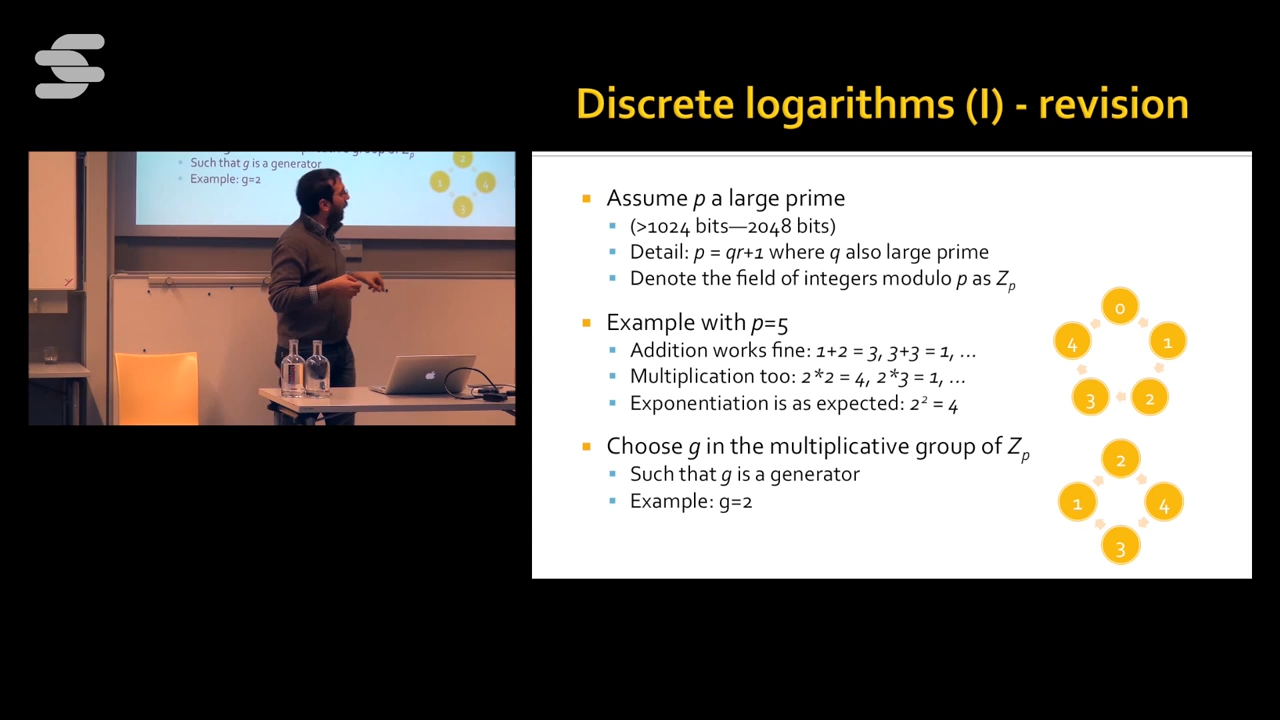 Discrete logarithms (I) - revision
Such that g is a generator
Example: g=2
2
1
4
3
Assume p a large prime
(>1024 bits—2048 bits)
Detail: p = qr+1 where q also large prime
Denote the field of integers modulo p as Zp
Example with p=5
Addition works fine: 1+2 = 3, 3+3 = 1, ...
Multiplication too: 2*2 = 4, 2*3 = 1, ...
Exponentiation is as expected: 2² = 4
0
4
1
3
2
Choose g in the multiplicative group of Zp
Such that g is a generator
Example: g=2
2
1
4
3